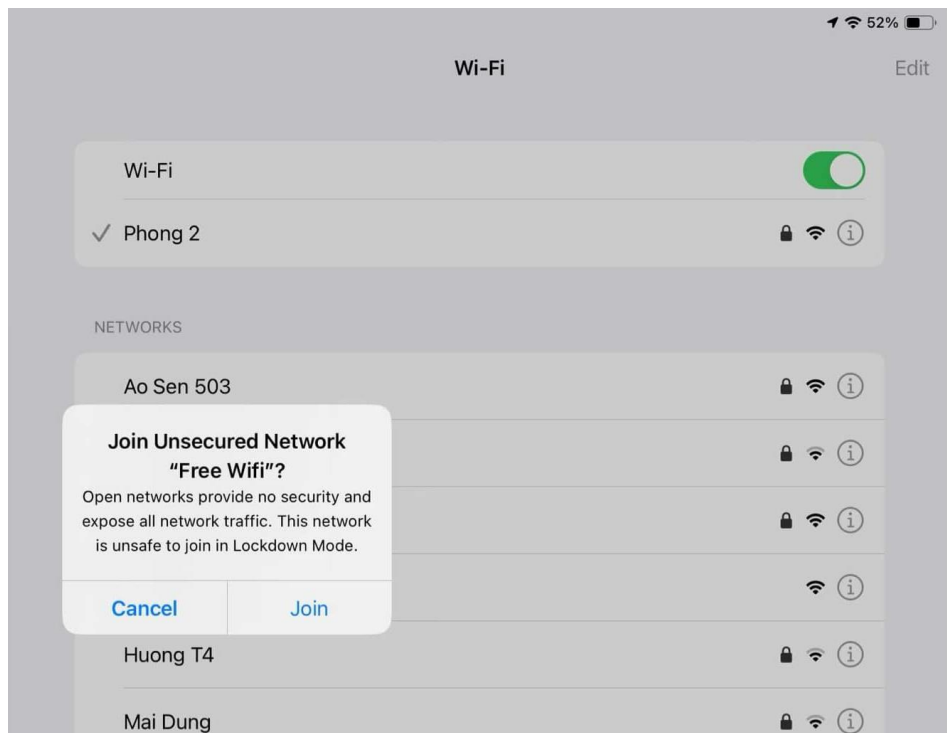 52%
Wi-Fi
Edit
Wi-Fi
Phong 2
NETWORKS
Ao Sen 503
Join Unsecured Network
“Free Wifi”?
Open networks provide no security and
expose all network traffic. This network
is unsafe to join in Lockdown Mode.
Cancel
Join
Huong T4
Mai Dung